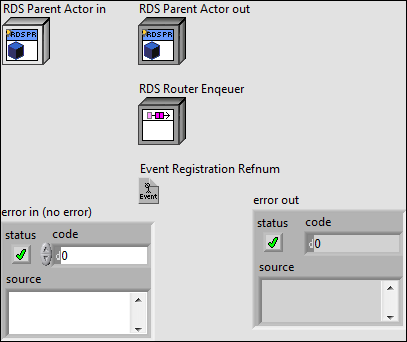 RDS Parent Actor in
RDS Parent Actor out
RDS PR
RDS PR
RDS Router Enqeuer
Event Registration Refnum
Event
error in (no error)
status
code
d
0
source
error out
status
code
d
0
source